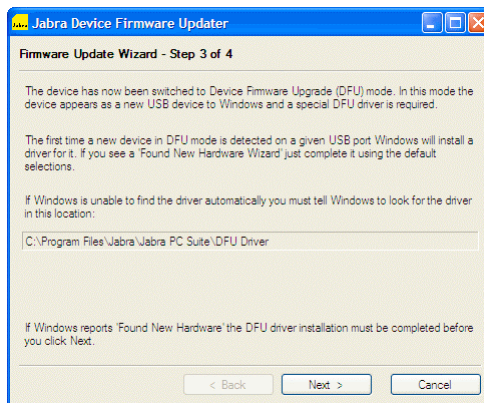 Jabra
Jabra Device Firmware Updater
Firmware Update Wizard - Step 3 of 4
The device has now been switched to Device Firmware Upgrade (DFU) mode. In this mode the
device appears as a new USB device to Windows and a special DFU driver is required.
The first time a new device in DFU mode is detected on a given USB port Windows will install a
driver for it. If you see a 'Found New Hardware Wizard' just complete it using the default
selections.
If Windows is unable to find the driver automatically you must tell Windows to look for the driver
in this location:
C:\Program Files\Jabra\Jabra PC Suite\DFU Driver
If Windows reports 'Found New Hardware' the DFU driver installation must be completed before
you click Next.
< Back
Next >
Cancel